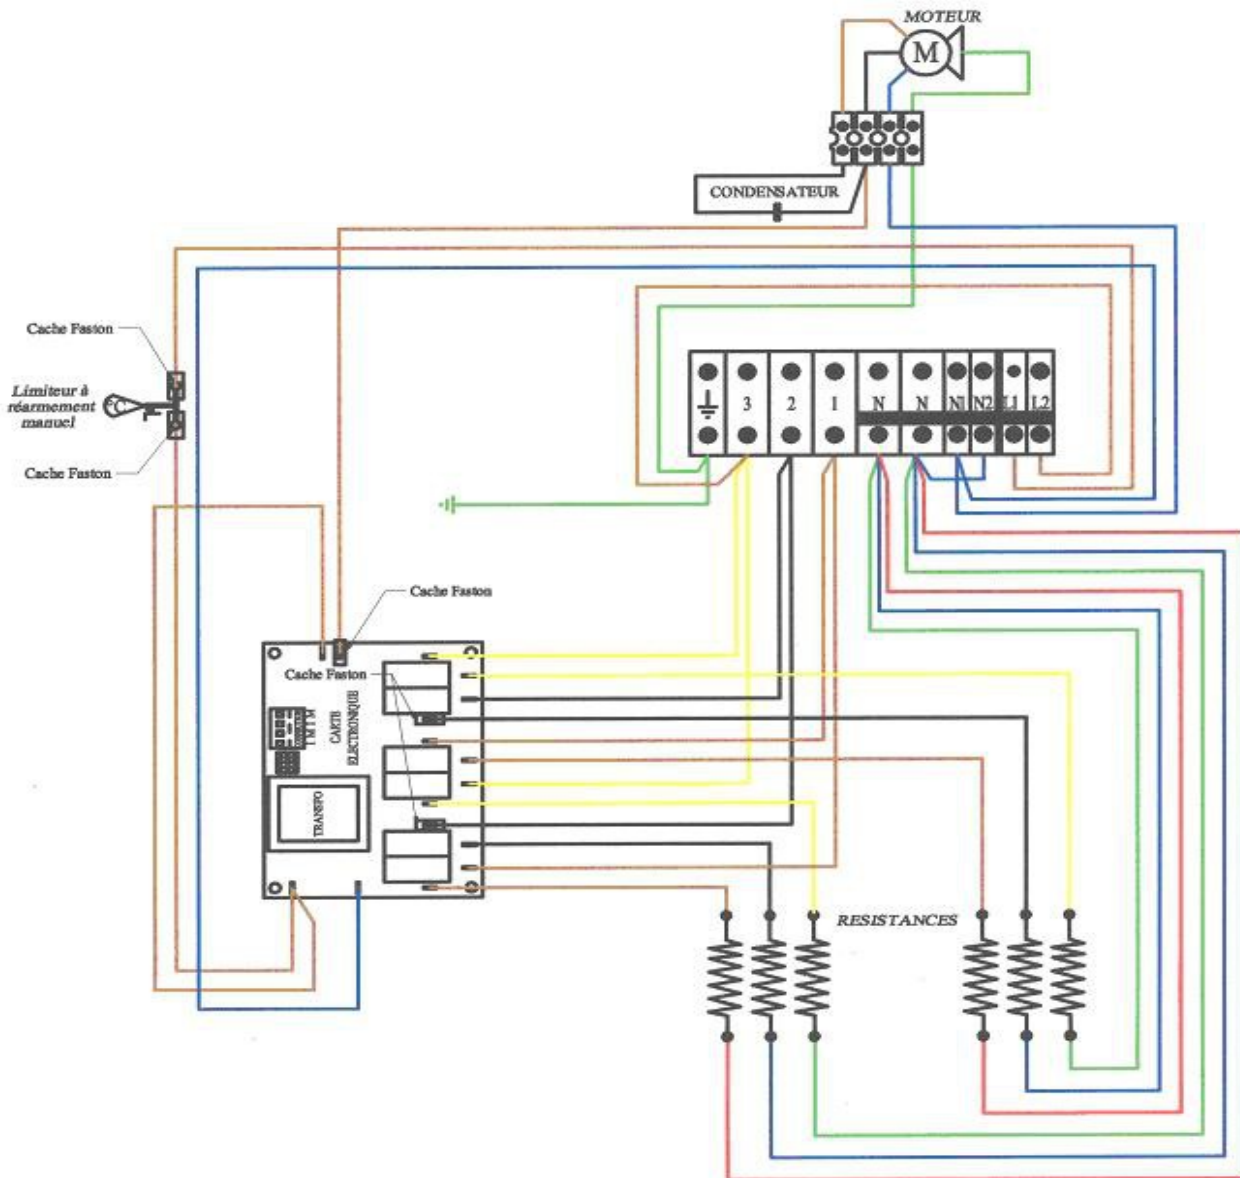 MOTEUR
M
CONDENSATEUR
Cache Faston
Limiteur à
réarmement
manuel
°C
Cache Faston
3 2 1 N N N1 N2 L1 L2
Cache Faston
Cache Faston
CARTE
ELECTRONIQUE
TRANSFO
RESISTANCES